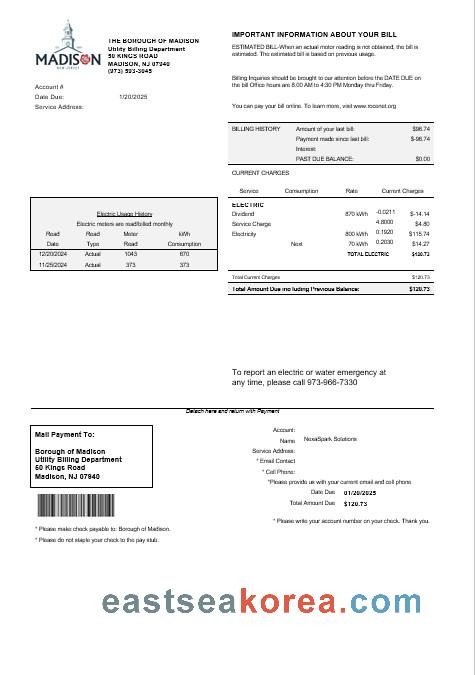 MADISON
NEW JERSEY
THE BOROUGH OF MADISON
Utility Billing Department
50 KINGS ROAD
MADISON, NJ 07940
(973) 593-3045
Account #
Date Due: 1/20/2025
Service Address:
IMPORTANT INFORMATION ABOUT YOUR BILL
ESTIMATED BILL-When an actual motor roading is not obtained, the bill is
estimated. The estimated bill is based on previous usage.
Billing Inquiries should be brought to our attention before the DATE DUE on
the bill Office hours are 8:00 AM to 4:30 PM Monday thru Friday.
You can pay your bill online. To learn more, visit www.rocenet.org
BILLING HISTORY Amount of your last bill: $96.74
Payment made since last bill: $-96.74
Interest:
PAST DUE BALANCE: $0.00
CURRENT CHARGES
Service Consumption Rate Current Charges
ELECTRIC
Dividend 670 kWh -0.0211 $-14.14
Service Charge 4.8000 $4.80
Electricity 600 kWh 0.1920 $115.74
Next 70 kWh 0.2030 $14.27
TOTAL ELECTRIC $120.73
Total Current Charges $120.73
Total Amount Due including Previous Balance: $120.73
Electric Usage History
Electric meters are road/billed monthly
Road Road Motor kWh
Date Type Road Consumption
12/20/2024 Actual 1043 670
11/25/2024 Actual 373 373
To report an electric or water emergency at
any time, please call 973-966-7330
Detach here and return with Payment
Mail Payment To:
Borough of Madison
Utility Billing Department
50 Kings Road
Madison, NJ 07940
* Please make check payable to: Borough of Madison.
* Please do not staple your check to the pay stub.
Account:
Name NexaSpark Solutions
Service Address:
* Email Contact
* Cell Phone:
*Please provide us with your current email and cell phone
Date Due 01/20/2025
Total Amount Due $120.73
* Please write your account number on your check. Thank you.
eastseakorea.com